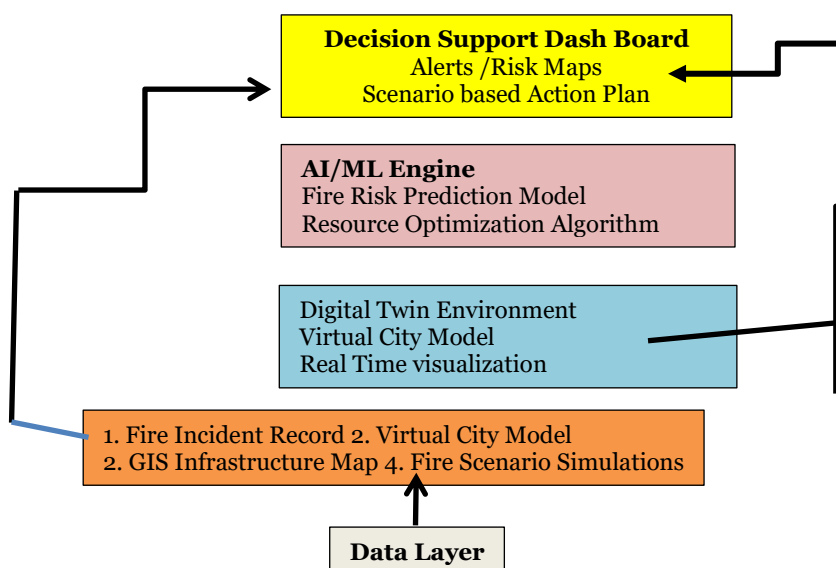 Decision Support Dash Board
Alerts /Risk Maps
Scenario based Action Plan
AI/ML Engine
Fire Risk Prediction Model
Resource Optimization Algorithm
Digital Twin Environment
Virtual City Model
Real Time visualization
1. Fire Incident Record 2. Virtual City Model
2. GIS Infrastructure Map 4. Fire Scenario Simulations
Data Layer